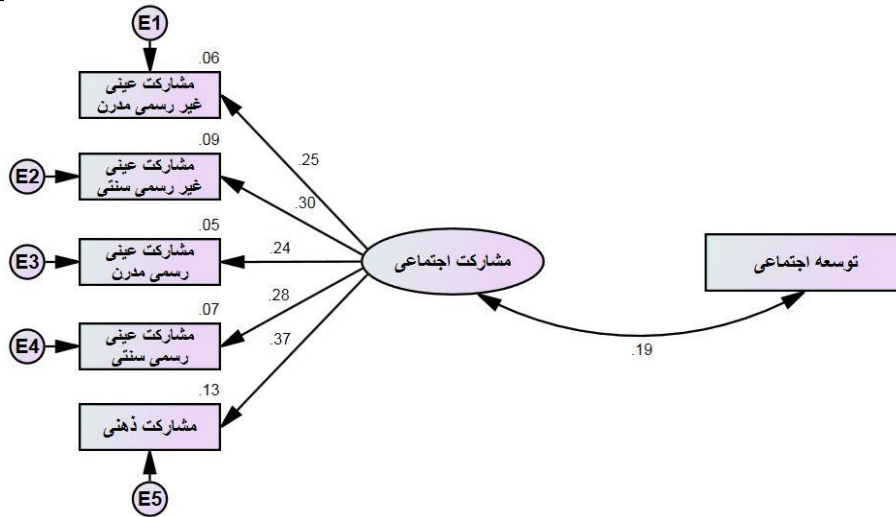 E1
.06
مشارکت عینی
غیر رسمی مدرن
.25
.09
E2
مشارکت عینی
غیر رسمی سنتی
.30
.05
E3
مشارکت عینی
رسمی مدرن
.24
مشارکت اجتماعی
توسعه اجتماعی
.28
.07
E4
مشارکت عینی
رسمی سنتی
.37
.19
.13
مشارکت ذهنی
E5